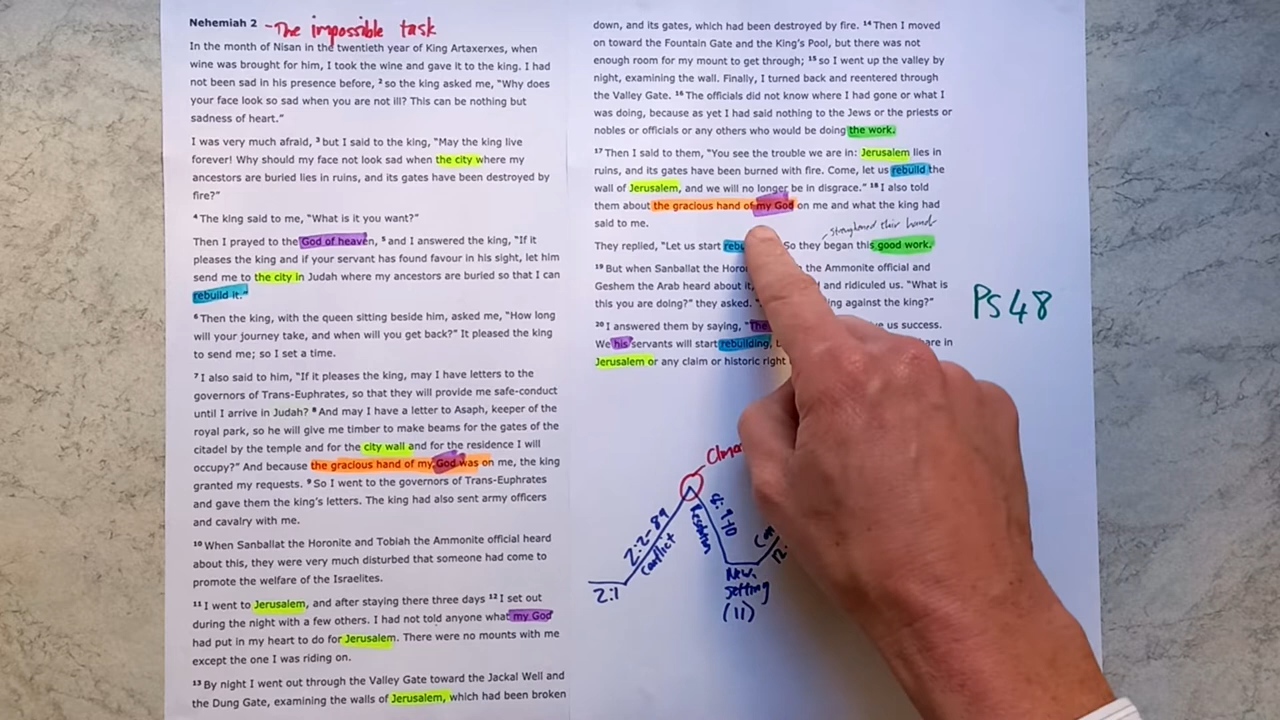 Nehemiah 2 - The impossible task
In the month of Nisan in the twentieth year of King Artaxerxes, when
wine was brought for him, I took the wine and gave it to the king. I had
not been sad in his presence before, 2 so the king asked me, “Why does
your face look so sad when you are not ill? This can be nothing but
sadness of heart.”
I was very much afraid, 3 but I said to the king, “May the king live
forever! Why should my face not look sad when the city where my
ancestors are buried lies in ruins, and its gates have been destroyed by
fire?”
4 The king said to me, “What is it you want?”
Then I prayed to the God of heaven, 5 and I answered the king, “If it
pleases the king and if your servant has found favour in his sight, let him
send me to the city in Judah where my ancestors are buried so that I can
rebuild it.”
6 Then the king, with the queen sitting beside him, asked me, “How long
will your journey take, and when will you get back?” It pleased the king
to send me; so I set a time.
7 I also said to him, “If it pleases the king, may I have letters to the
governors of Trans-Euphrates, so that they will provide me safe-conduct
until I arrive in Judah? 8 And may I have a letter to Asaph, keeper of the
royal park, so he will give me timber to make beams for the gates of the
citadel by the temple and for the city wall and for the residence I will
occupy?” And because the gracious hand of my God was on me, the king
granted my requests. 9 So I went to the governors of Trans-Euphrates
and gave them the king’s letters. The king had also sent army officers
and cavalry with me.
10 When Sanballat the Horonite and Tobiah the Ammonite official heard
about this, they were very much disturbed that someone had come to
promote the welfare of the Israelites.
11 I went to Jerusalem, and after staying there three days 12 I set out
during the night with a few others. I had not told anyone what my God
had put in my heart to do for Jerusalem. There were no mounts with me
except the one I was riding on.
13 By night I went out through the Valley Gate toward the Jackal Well and
the Dung Gate, examining the walls of Jerusalem, which had been broken
down, and its gates, which had been destroyed by fire. 14 Then I moved
on toward the Fountain Gate and the King’s Pool, but there was not
enough room for my mount to get through; 15 so I went up the valley by
night, examining the wall. Finally, I turned back and reentered through
the Valley Gate. 16 The officials did not know where I had gone or what I
was doing, because as yet I had said nothing to the Jews or the priests or
nobles or officials or any others who would be doing the work.
17 Then I said to them, “You see the trouble we are in: Jerusalem lies in
ruins, and its gates have been burned with fire. Come, let us rebuild the
wall of Jerusalem, and we will no longer be in disgrace.” 18 I also told
them about the gracious hand of my God on me and what the king had
said to me.
strengthened their hand
They replied, “Let us start So they began this good work.
19 But when Sanballat the the Ammonite official and
Geshem the Arab heard about it, and ridiculed us. “What is
this you are doing?” they asked. against the king?”
20 I answered them by saying, us success.
We his servants will start rebuilding, in
Jerusalem or any claim or historic right
Ps 48
2:1
2:2-8a
Conflict
Resolution
8:9-10
New
Setting
(11)